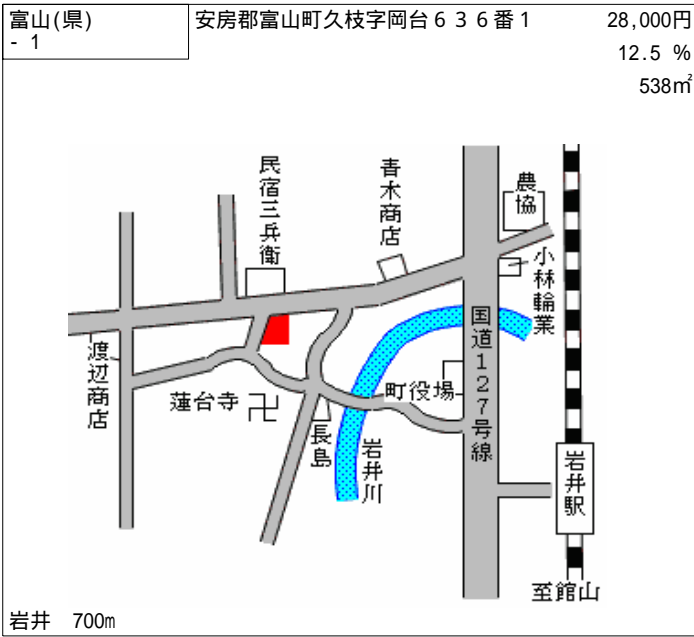 富山(県)
- 1
安房郡富山町久枝字岡台６３６番１
28,000円
12.5 %
538㎡
民宿三兵衛
青木商店
農協
小林輪業
国道１２７号線
渡辺商店
蓮台寺
町役場
長島
岩井川
岩井駅
至館山
岩井 700m